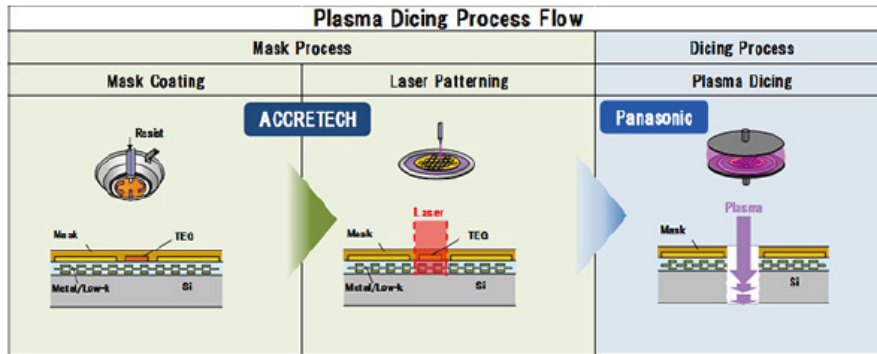 Plasma Dicing Process Flow
Mask Process
Dicing Process
Mask Coating
Laser Patterning
Plasma Dicing
ACCRETECH
Panasonic
Resist
Mask
TEG
Metal/Low-k
Si
Laser
Mask
TEG
Metal/Low-k
Si
Plasma
Mask
Si